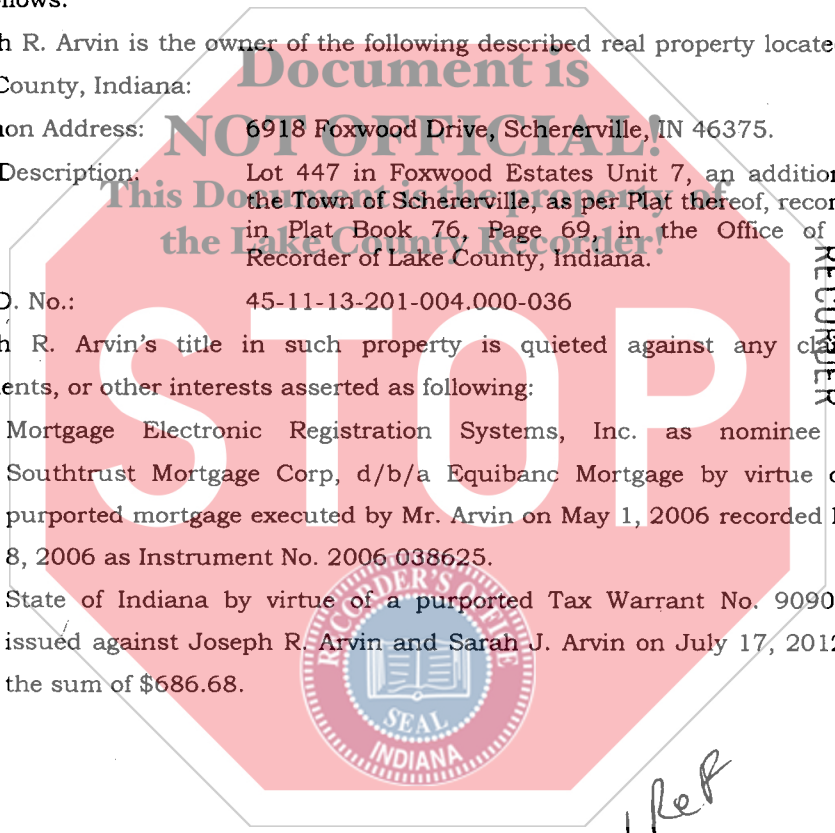 llows:
h R. Arvin is the owner of the following described real property locate
County, Indiana:
Document is
non Address: 6918 Foxwood Drive, Schererville, IN 46375.
NOT OFFICIAL!
Description: Lot 447 in Foxwood Estates Unit 7, an addition
This Document is the property of
the Town of Schererville, as per Plat thereof, recor
in Plat Book 76, Page 69, in the Office of
the Lake County Recorder!
Recorder of Lake County, Indiana.
D. No.: 45-11-13-201-004.000-036
RECORDER
h R. Arvin's title in such property is quieted against any clai
ents, or other interests asserted as following:
STOP
Mortgage Electronic Registration Systems, Inc. as nominee
Southtrust Mortgage Corp, d/b/a Equibanc Mortgage by virtue o
purported mortgage executed by Mr. Arvin on May 1, 2006 recorded
8, 2006 as Instrument No. 2006 038625.
State of Indiana by virtue of a purported Tax Warrant No. 9090
issued against Joseph R. Arvin and Sarah J. Arvin on July 17, 2012
the sum of $686.68.
RECORDER'S OFFICE
SEAL
INDIANA